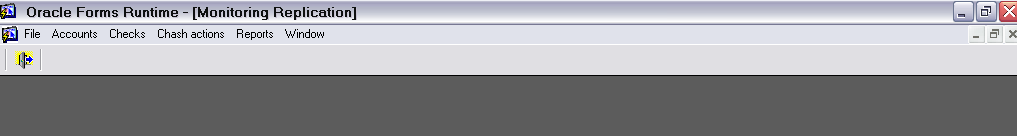 Oracle Forms Runtime - [Monitoring Replication]
File Accounts Checks Chash actions Reports Window